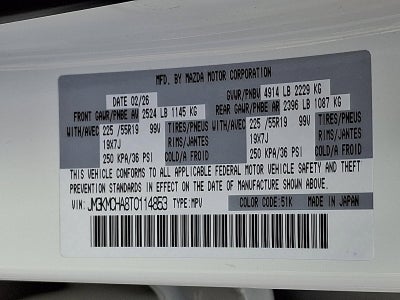 MFD. BY MAZDA MOTOR CORPORATION
DATE 02/26 GVWR/PNBV 4914 LB 2229 KG
FRONT GAWR/PNBE AV 2524 LB 1145 KG REAR GAWR/PNBE AR 2396 LB 1087 KG
WITH/AVEC 225 /55R19 99V TIRES/PNEUS WITH/AVEC 225 /55R19 99V TIRES/PNEUS
19X7J RIMS/JANTES 19X7J RIMS/JANTES
250 KPA/36 PSI COLD/A FROID 250 KPA/36 PSI COLD/A FROID
THIS VEHICLE CONFORMS TO ALL APPLICABLE FEDERAL MOTOR VEHICLE SAFETY AND THEFT
PREVENTION STANDARDS IN EFFECT ON THE DATE OF MANUFACTURE SHOWN ABOVE.
VIN: JM3KMCHA8T0114853 TYPE: MPV COLOR CODE: 51K MADE IN JAPAN